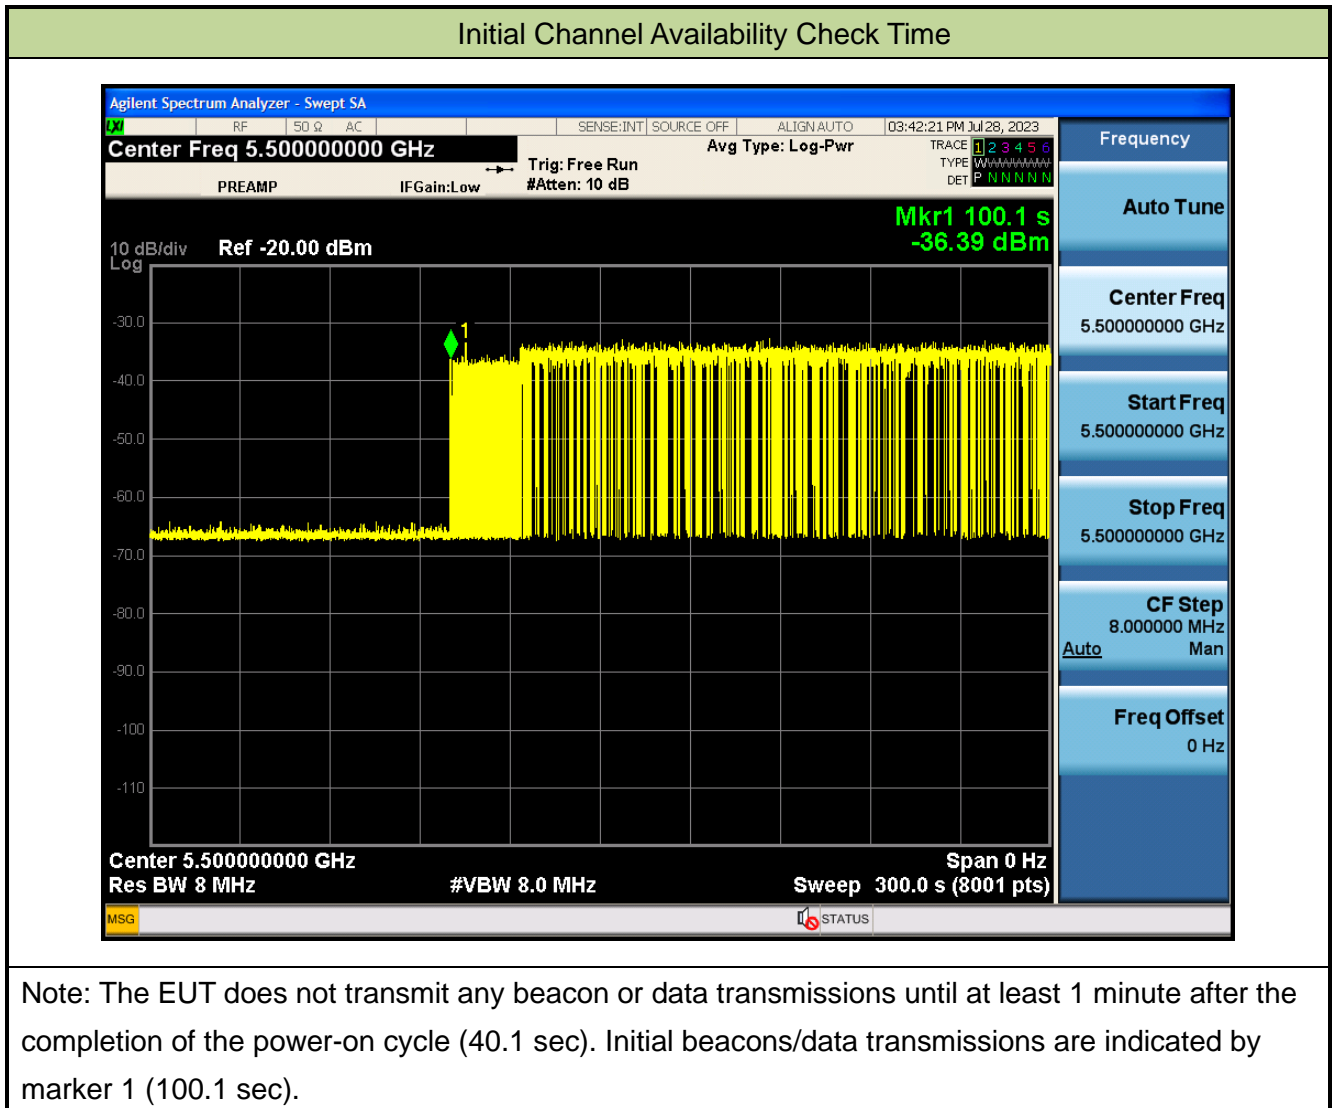 Initial Channel Availability Check Time
Agilent Spectrum Analyzer - Swept SA
LXI RF 50 Ω AC SENSE:INT SOURCE OFF ALIGN AUTO 03:42:21 PM Jul 28, 2023
Center Freq 5.500000000 GHz
Avg Type: Log-Pwr
TRACE 1 2 3 4 5 6
Trig: Free Run
TYPE WWWWWWW
PREAMP IFGain:Low #Atten: 10 dB
DET P N N N N N
Mkr1 100.1 s
-36.39 dBm
10 dB/div Ref -20.00 dBm
Log
1
-30.0
-40.0
-50.0
-60.0
-70.0
-80.0
-90.0
-100
-110
Center 5.500000000 GHz Span 0 Hz
Res BW 8 MHz #VBW 8.0 MHz Sweep 300.0 s (8001 pts)
MSG STATUS
Frequency
Auto Tune
Center Freq
5.500000000 GHz
Start Freq
5.500000000 GHz
Stop Freq
5.500000000 GHz
CF Step
8.000000 MHz
Auto Man
Freq Offset
0 Hz
Note: The EUT does not transmit any beacon or data transmissions until at least 1 minute after the
completion of the power-on cycle (40.1 sec). Initial beacons/data transmissions are indicated by
marker 1 (100.1 sec).